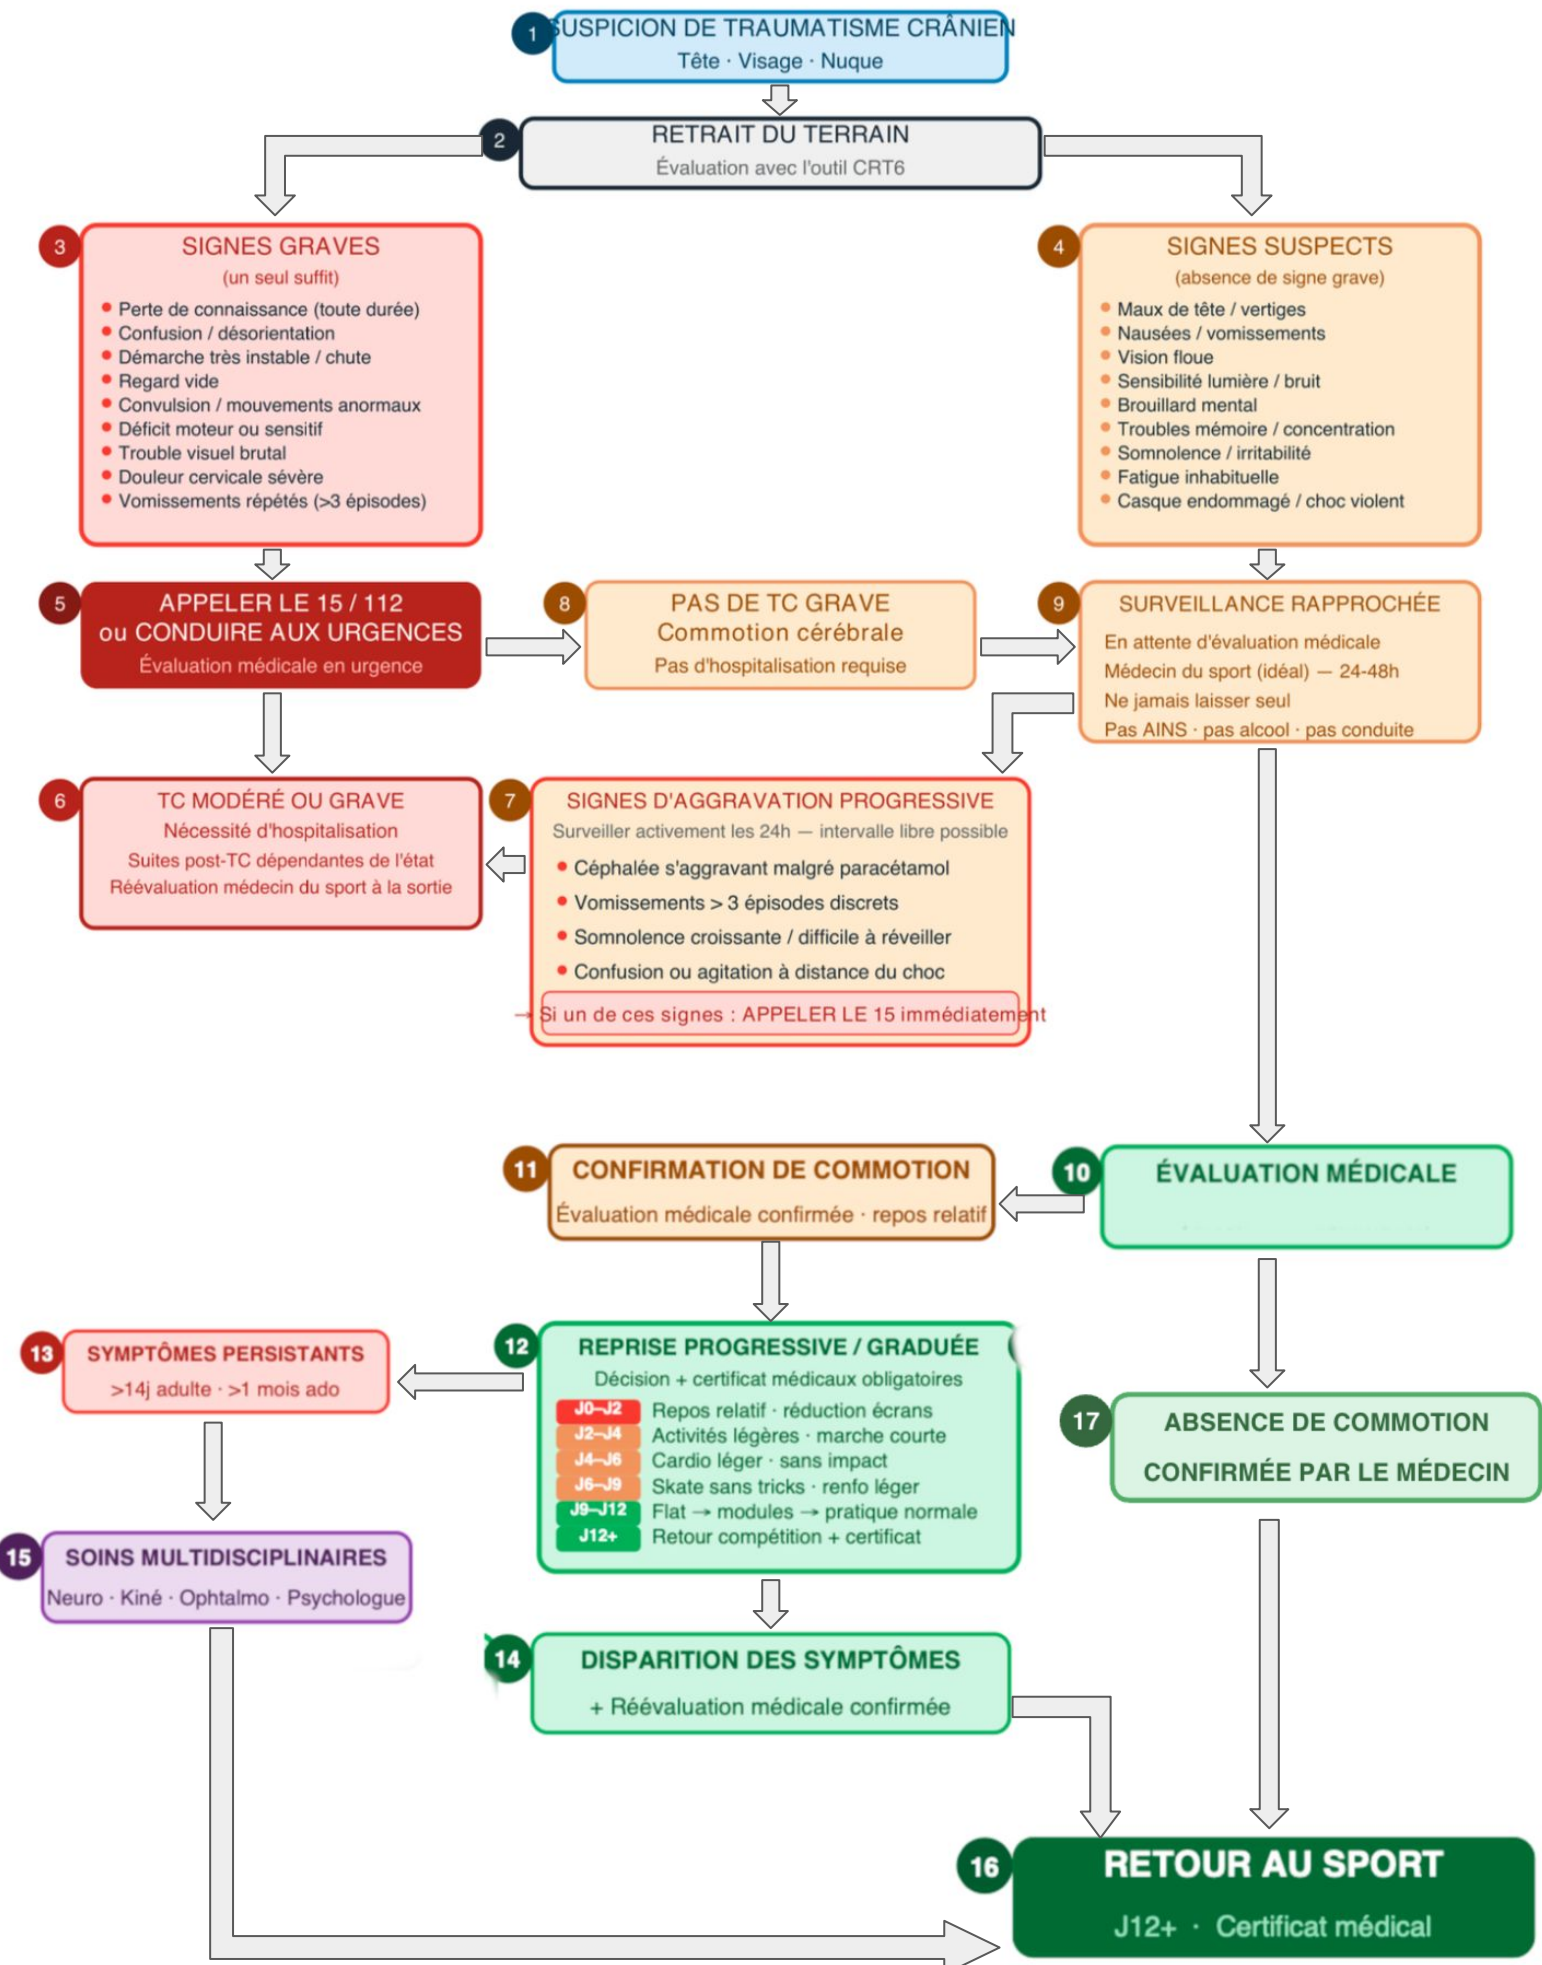 1
SUSPICION DE TRAUMATISME CRÂNIEN
Tête · Visage · Nuque
2
RETRAIT DU TERRAIN
Évaluation avec l'outil CRT6
3
SIGNES GRAVES
(un seul suffit)
Perte de connaissance (toute durée)
Confusion / désorientation
Démarche très instable / chute
Regard vide
Convulsion / mouvements anormaux
Déficit moteur ou sensitif
Trouble visuel brutal
Douleur cervicale sévère
Vomissements répétés (>3 épisodes)
4
SIGNES SUSPECTS
(absence de signe grave)
Maux de tête / vertiges
Nausées / vomissements
Vision floue
Sensibilité lumière / bruit
Brouillard mental
Troubles mémoire / concentration
Somnolence / irritabilité
Fatigue inhabituelle
Casque endommagé / choc violent
5
APPELER LE 15 / 112
ou CONDUIRE AUX URGENCES
Évaluation médicale en urgence
8
PAS DE TC GRAVE
Commotion cérébrale
Pas d'hospitalisation requise
9
SURVEILLANCE RAPPROCHÉE
En attente d'évaluation médicale
Médecin du sport (idéal) — 24-48h
Ne jamais laisser seul
Pas AINS · pas alcool · pas conduite
6
TC MODÉRÉ OU GRAVE
Nécessité d'hospitalisation
Suites post-TC dépendantes de l'état
Réévaluation médecin du sport à la sortie
7
SIGNES D'AGGRAVATION PROGRESSIVE
Surveiller activement les 24h — intervalle libre possible
Céphalée s'aggravant malgré paracétamol
Vomissements > 3 épisodes discrets
Somnolence croissante / difficile à réveiller
Confusion ou agitation à distance du choc
→ Si un de ces signes : APPELER LE 15 immédiatement
11
CONFIRMATION DE COMMOTION
Évaluation médicale confirmée · repos relatif
10
ÉVALUATION MÉDICALE
13
SYMPTÔMES PERSISTANTS
>14j adulte · >1 mois ado
12
REPRISE PROGRESSIVE / GRADUÉE
Décision + certificat médicaux obligatoires
J0–J2 Repos relatif · réduction écrans
J2–J4 Activités légères · marche courte
J4–J6 Cardio léger · sans impact
J6–J9 Skate sans tricks · renfo léger
J9–J12 Flat → modules → pratique normale
J12+ Retour compétition + certificat
17
ABSENCE DE COMMOTION
CONFIRMÉE PAR LE MÉDECIN
15
SOINS MULTIDISCIPLINAIRES
Neuro · Kiné · Ophtalmo · Psychologue
14
DISPARITION DES SYMPTÔMES
+ Réévaluation médicale confirmée
16
RETOUR AU SPORT
J12+ · Certificat médical